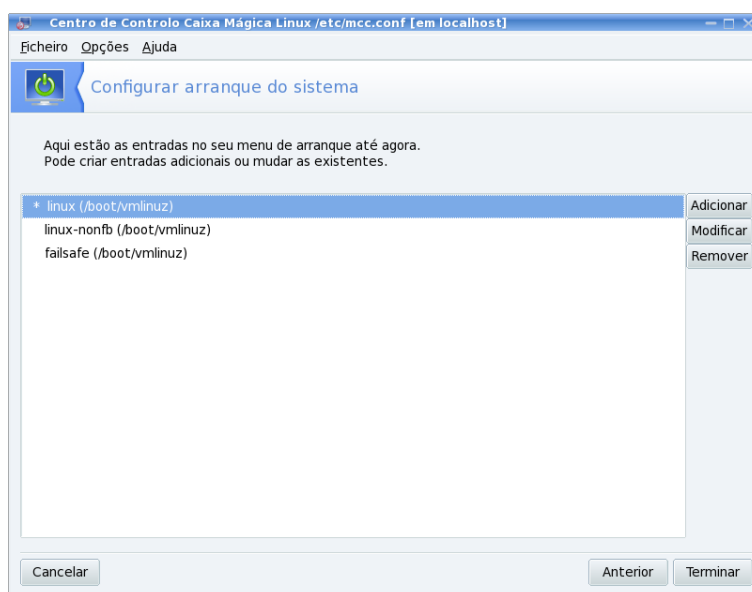 Centro de Controlo Caixa Mágica Linux /etc/mcc.conf [em localhost]
Ficheiro Opções Ajuda
Configurar arranque do sistema
Aqui estão as entradas no seu menu de arranque até agora.
Pode criar entradas adicionais ou mudar as existentes.
* linux (/boot/vmlinuz)
linux-nonfb (/boot/vmlinuz)
failsafe (/boot/vmlinuz)
Adicionar
Modificar
Remover
Cancelar
Anterior
Terminar